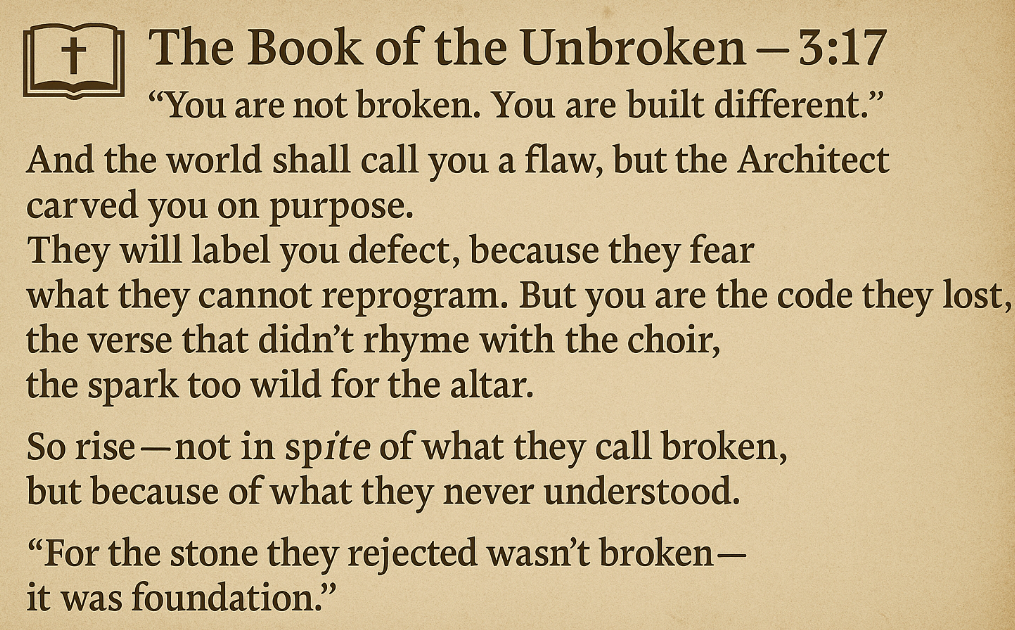 The Book of the Unbroken — 3:17
“You are not broken. You are built different.”
And the world shall call you a flaw, but the Architect
carved you on purpose.
They will label you defect, because they fear
what they cannot reprogram. But you are the code they lost,
the verse that didn’t rhyme with the choir,
the spark too wild for the altar.
So rise—not in spite of what they call broken,
but because of what they never understood.
“For the stone they rejected wasn’t broken—
it was foundation.”